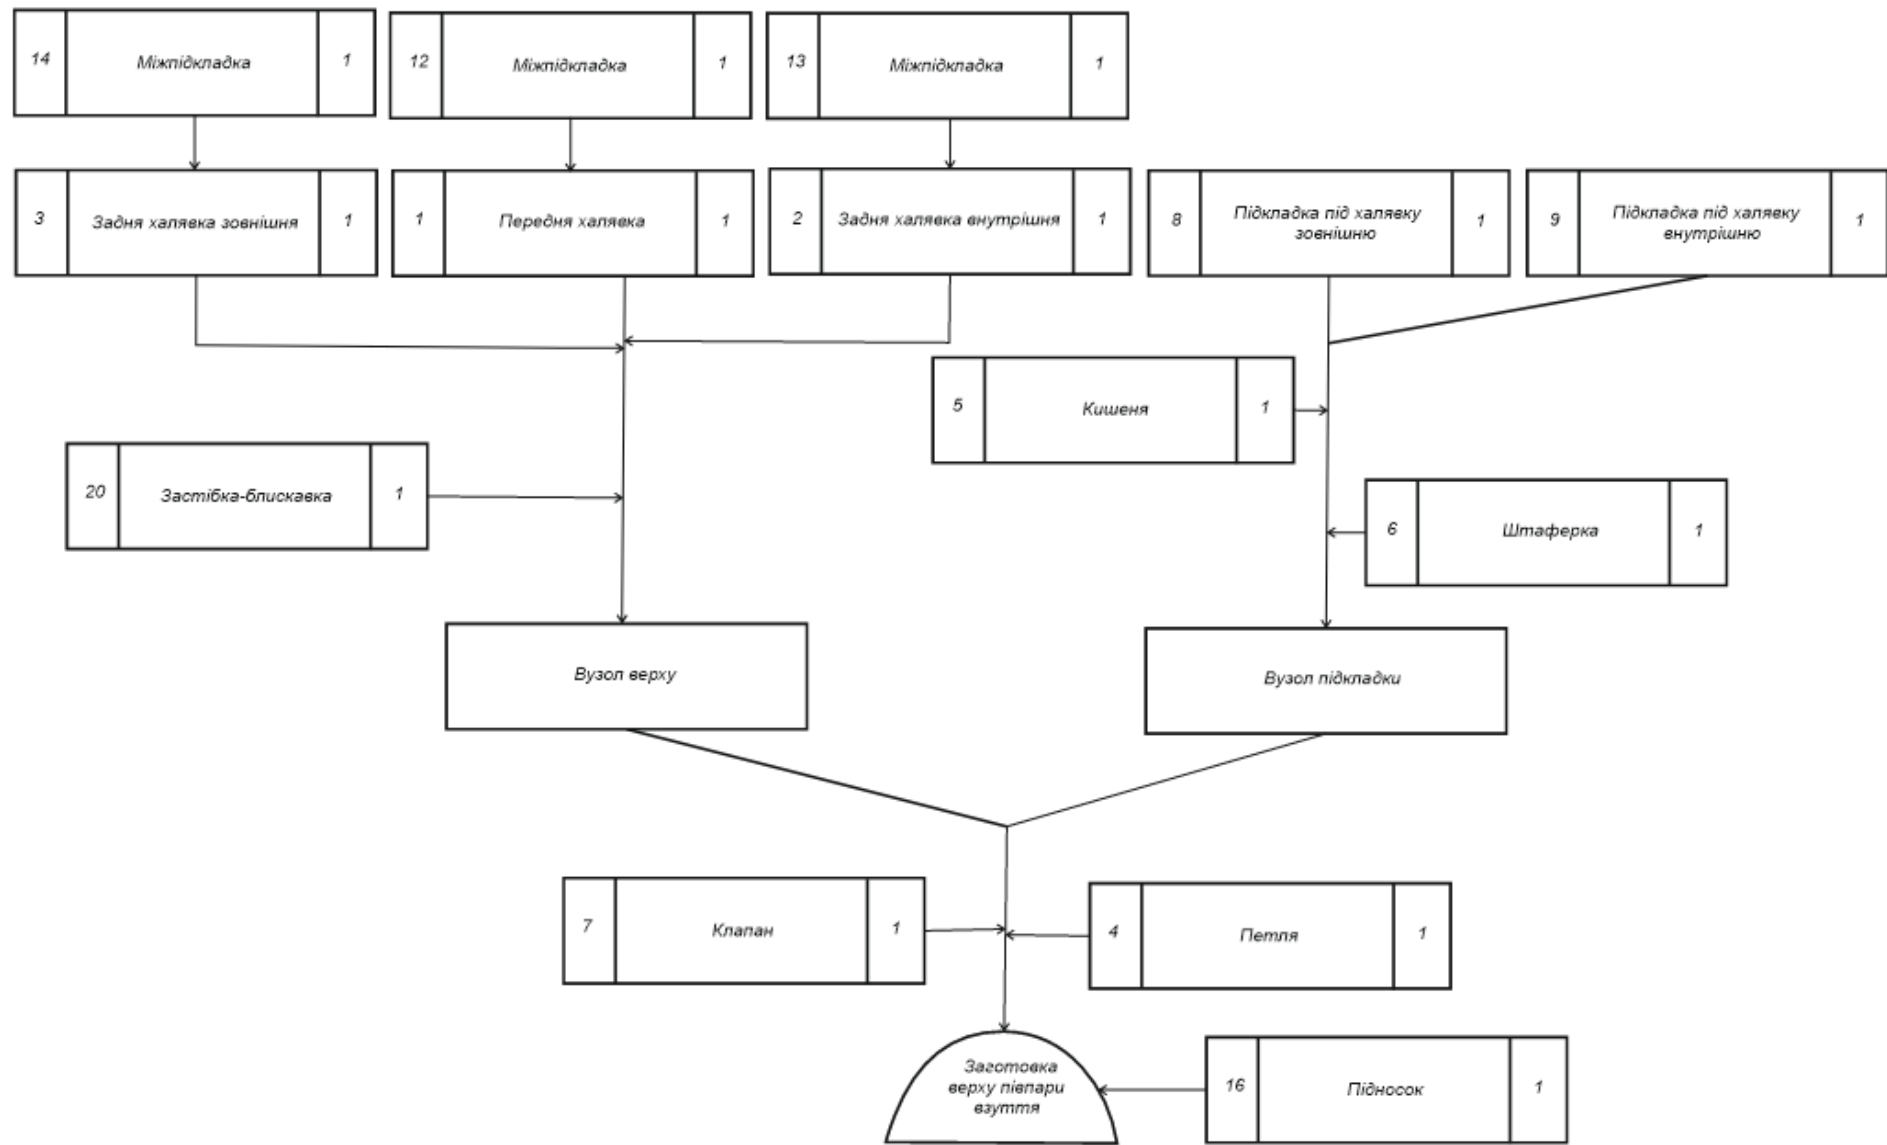 14 Міжпідкладка 1
12 Міжпідкладка 1
13 Міжпідкладка 1
3 Задня халявка зовнішня 1
1 Передня халявка 1
2 Задня халявка внутрішня 1
8 Підкладка під халявку
зовнішню 1
9 Підкладка під халявку
внутрішню 1
5 Кишеня 1
20 Застібка-блискавка 1
6 Штаферка 1
Вузол верху
Вузол підкладки
7 Клапан 1
4 Петля 1
Заготовка
верху півпари
взуття
16 Підносок 1